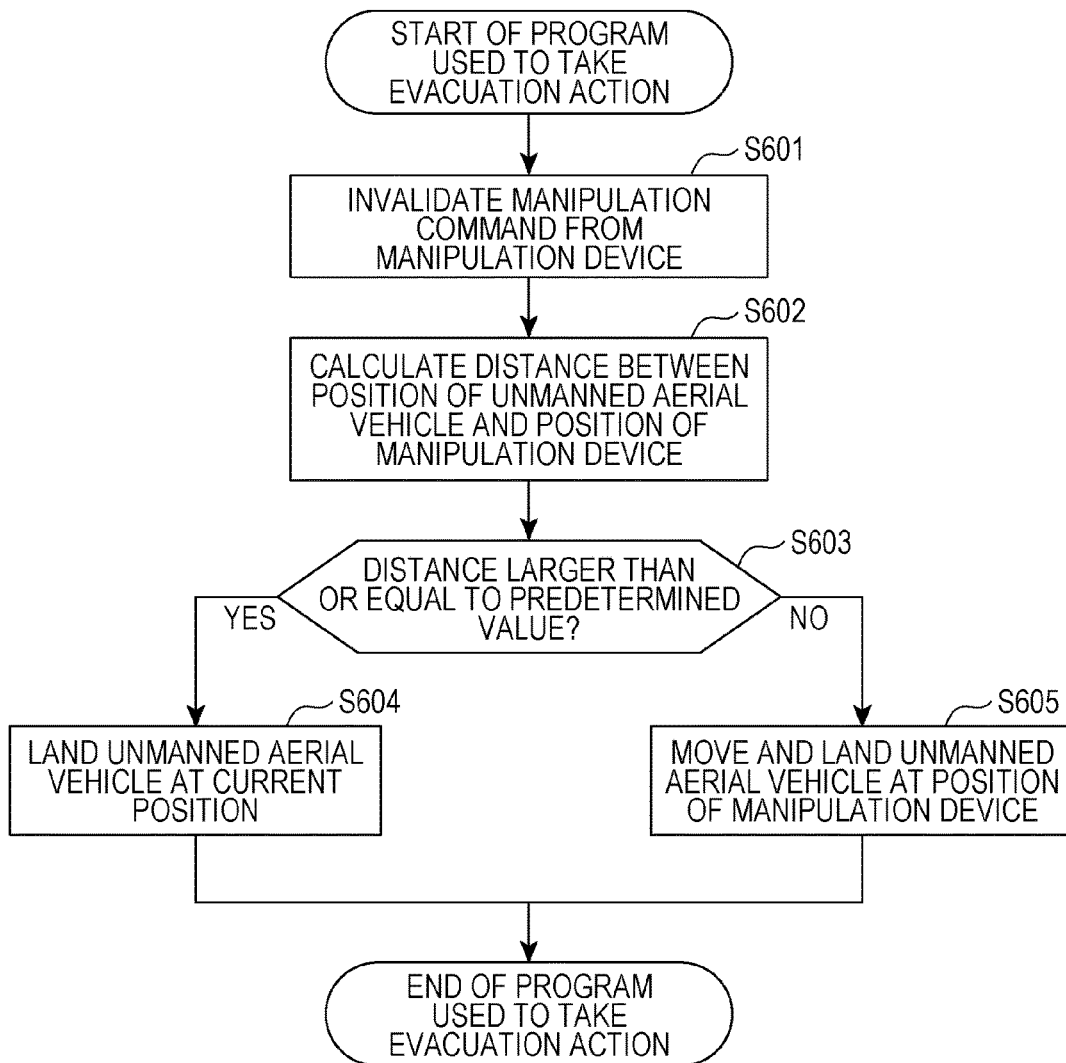 START OF PROGRAM
USED TO TAKE
EVACUATION ACTION
S601
INVALIDATE MANIPULATION
COMMAND FROM
MANIPULATION DEVICE
S602
CALCULATE DISTANCE BETWEEN
POSITION OF UNMANNED AERIAL
VEHICLE AND POSITION OF
MANIPULATION DEVICE
S603
DISTANCE LARGER THAN
OR EQUAL TO PREDETERMINED
VALUE?
YES
NO
S604
LAND UNMANNED AERIAL
VEHICLE AT CURRENT
POSITION
S605
MOVE AND LAND UNMANNED
AERIAL VEHICLE AT POSITION
OF MANIPULATION DEVICE
END OF PROGRAM
USED TO TAKE
EVACUATION ACTION